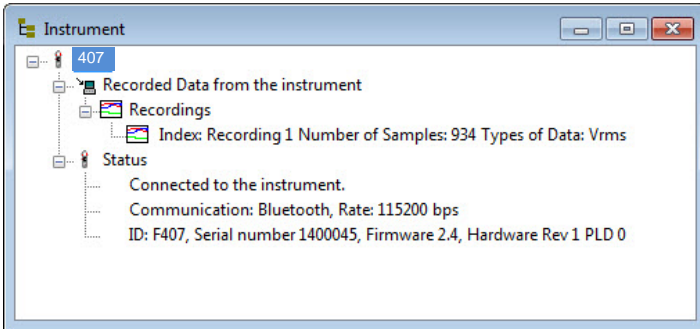 Instrument
407
Recorded Data from the instrument
Recordings
Index: Recording 1 Number of Samples: 934 Types of Data: Vrms
Status
Connected to the instrument.
Communication: Bluetooth, Rate: 115200 bps
ID: F407, Serial number 1400045, Firmware 2.4, Hardware Rev 1 PLD 0